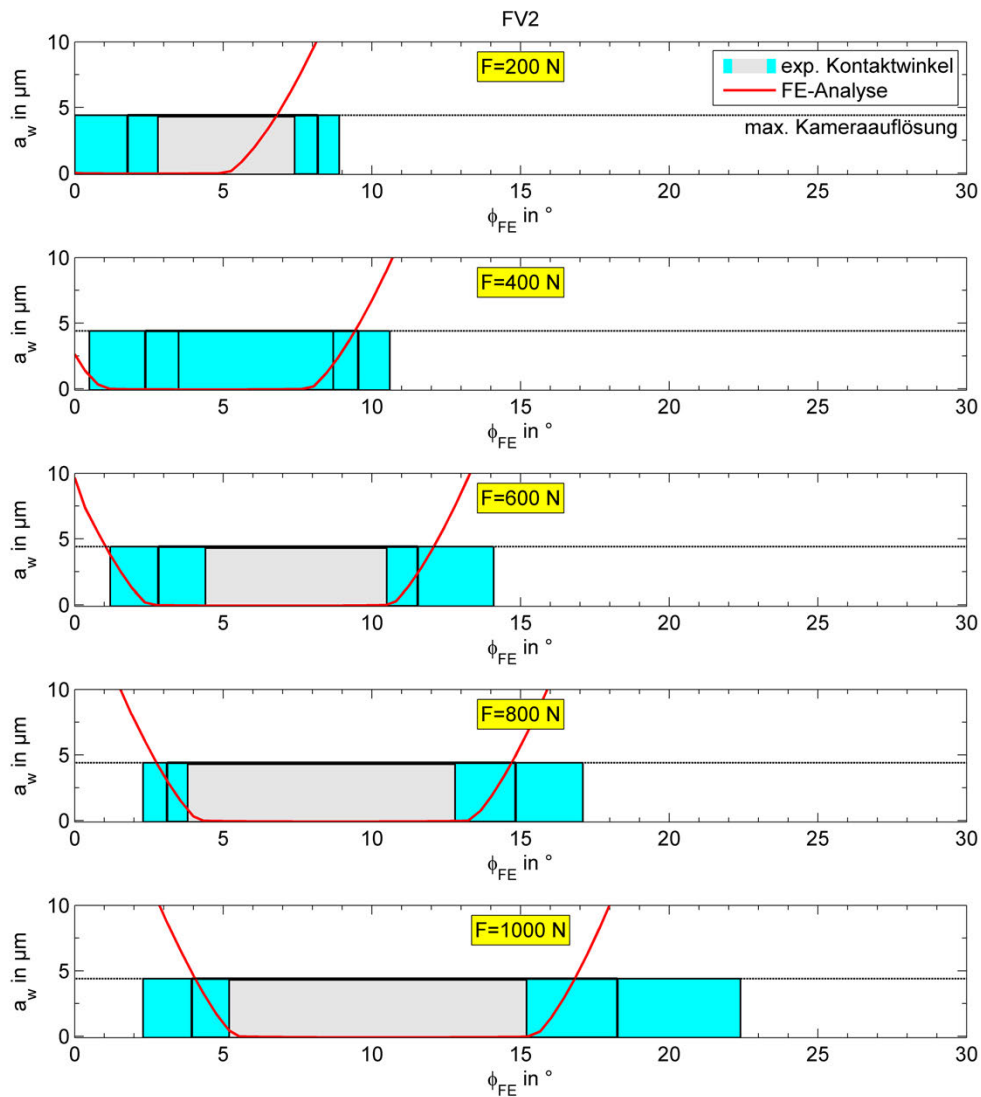 FV2
F=200 N
exp. Kontaktwinkel
FE-Analyse
max. Kameraauflösung
a_w in µm
10
5
0
0 5 10 15 20 25 30
ϕ_FE in °
F=400 N
a_w in µm
10
5
0
0 5 10 15 20 25 30
ϕ_FE in °
F=600 N
a_w in µm
10
5
0
0 5 10 15 20 25 30
ϕ_FE in °
F=800 N
a_w in µm
10
5
0
0 5 10 15 20 25 30
ϕ_FE in °
F=1000 N
a_w in µm
10
5
0
0 5 10 15 20 25 30
ϕ_FE in °